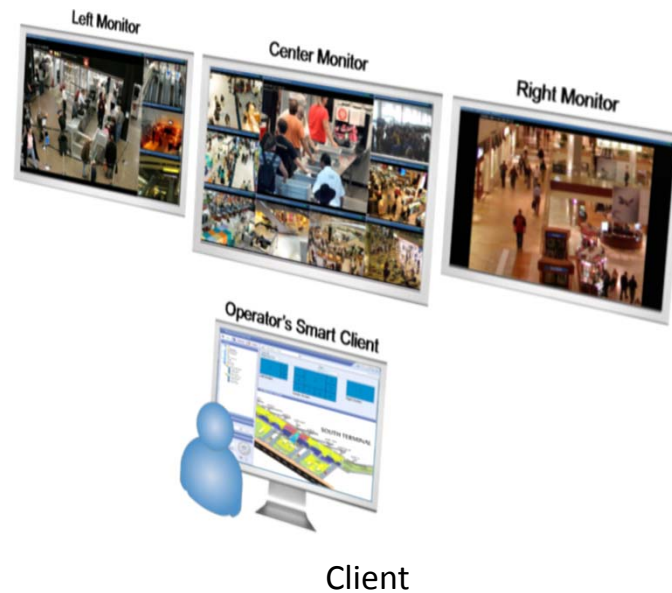 Left Monitor
Center Monitor
Right Monitor
Operator's Smart Client
SOUTH TERMINAL
Client